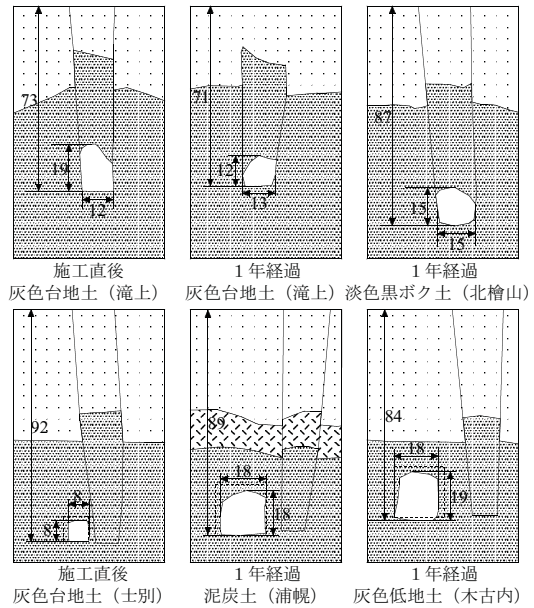 73
19
12
施工直後
灰色台地土（滝上）
71
12
13
1年経過
灰色台地土（滝上）
87
15
15
1年経過
淡色黒ボク土（北檜山）
92
8
8
施工直後
灰色台地土（士別）
89
18
18
1年経過
泥炭土（浦幌）
84
18
19
1年経過
灰色低地土（木古内）